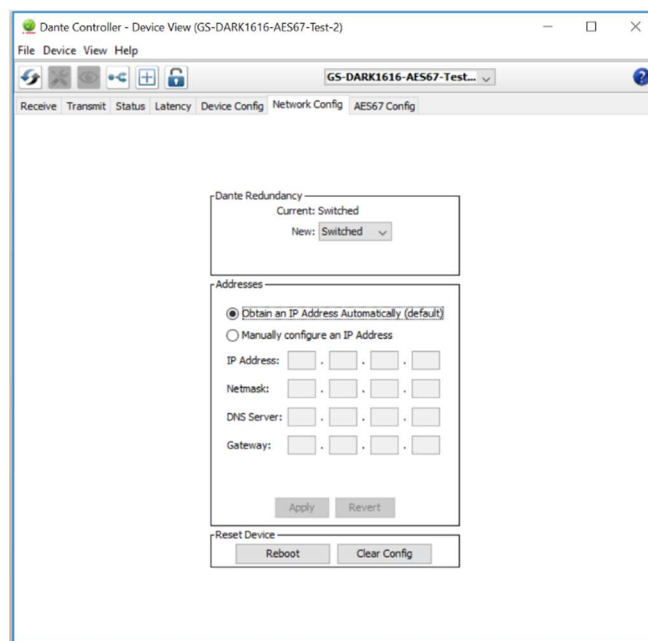 Dante Controller - Device View (GS-DARK1616-AES67-Test-2)
File Device View Help
GS-DARK1616-AES67-Test...
?
Receive Transmit Status Latency Device Config Network Config AES67 Config
Dante Redundancy
Current: Switched
New: Switched
Addresses
Obtain an IP Address Automatically (default)
Manually configure an IP Address
IP Address: . . .
Netmask: . . .
DNS Server: . . .
Gateway: . . .
Apply Revert
Reset Device
Reboot Clear Config